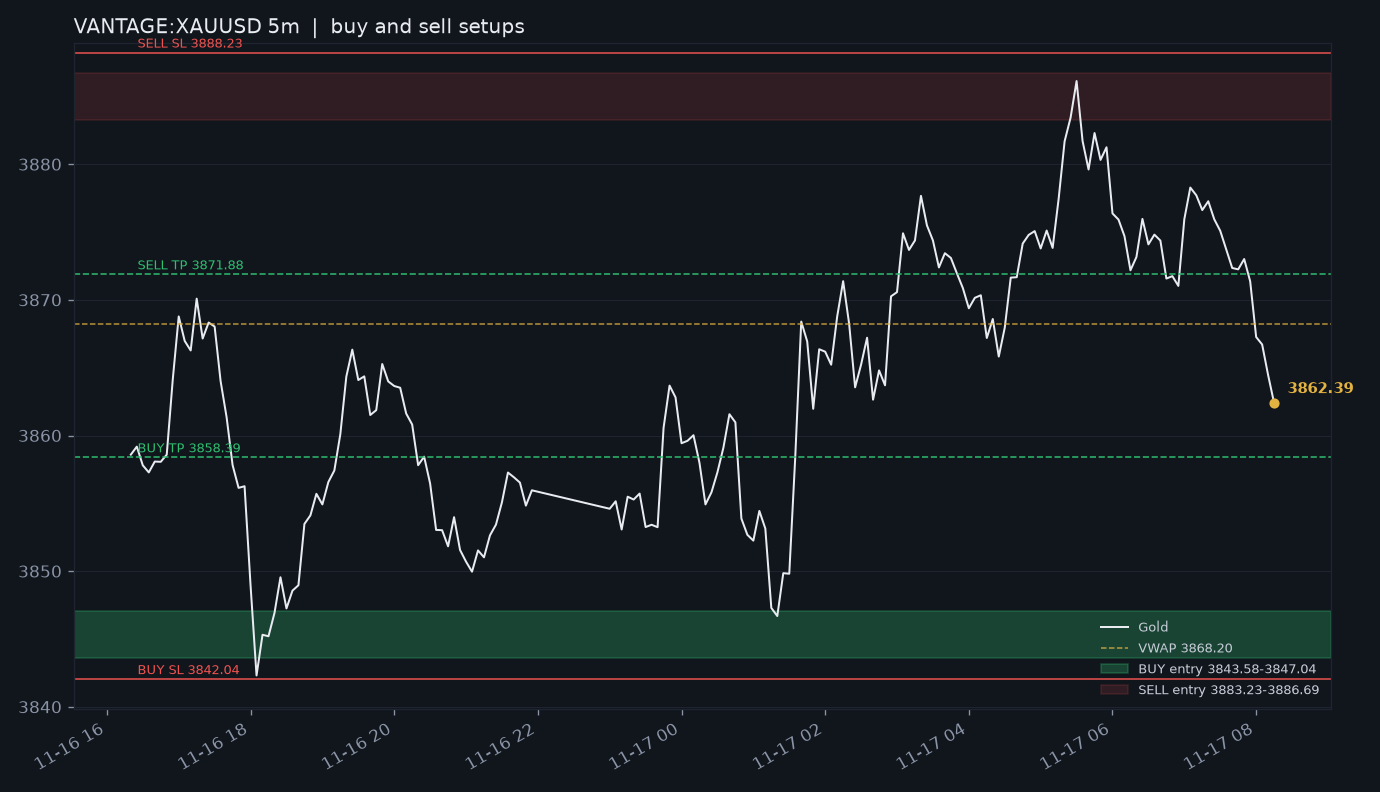 VANTAGE:XAUUSD 5m | buy and sell setups
SELL SL 3888.23
3880
SELL TP 3871.88
3870
3862.39
3860
BUY TP 3858.39
3850
Gold
VWAP 3868.20
BUY entry 3843.58-3847.04
SELL entry 3883.23-3886.69
BUY SL 3842.04
3840
11-16 16
11-16 18
11-16 20
11-16 22
11-17 00
11-17 02
11-17 04
11-17 06
11-17 08